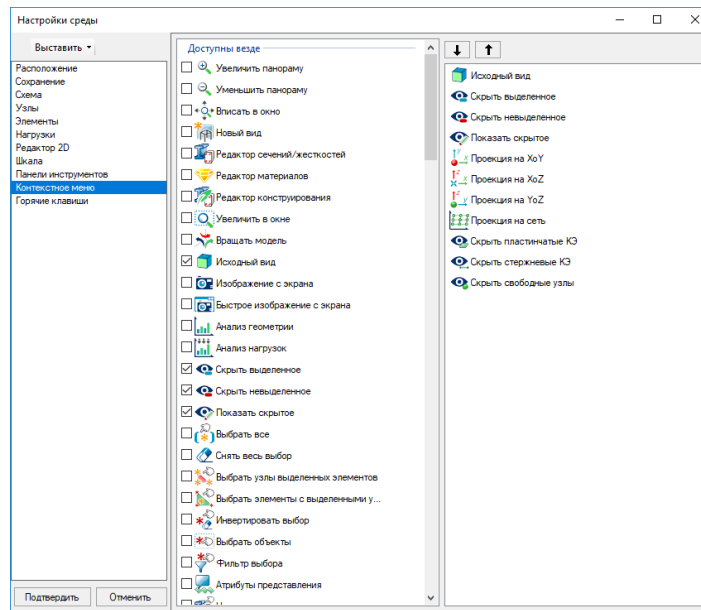 Настройки среды
Выставить
Расположение
Сохранение
Схема
Узлы
Элементы
Нагрузки
Редактор 2D
Шкала
Панели инструментов
Контекстное меню
Горячие клавиши
Подтвердить
Отменить
Доступны везде
Увеличить панораму
Уменьшить панораму
Вписать в окно
Новый вид
Редактор сечений/жесткостей
Редактор материалов
Редактор конструирования
Увеличить в окне
Вращать модель
Исходный вид
Изображение с экрана
Быстрое изображение с экрана
Анализ геометрии
Анализ нагрузок
Скрыть выделенное
Скрыть невыделенное
Показать скрытое
Выбрать все
Снять весь выбор
Выбрать узлы выделенных элементов
Выбрать элементы с выделенными у...
Инвертировать выбор
Выбрать объекты
Фильтр выбора
Атрибуты представления
Исходный вид
Скрыть выделенное
Скрыть невыделенное
Показать скрытое
Проекция на XoY
Проекция на XoZ
Проекция на YoZ
Проекция на сеть
Скрыть пластинчатые КЭ
Скрыть стержневые КЭ
Скрыть свободные узлы